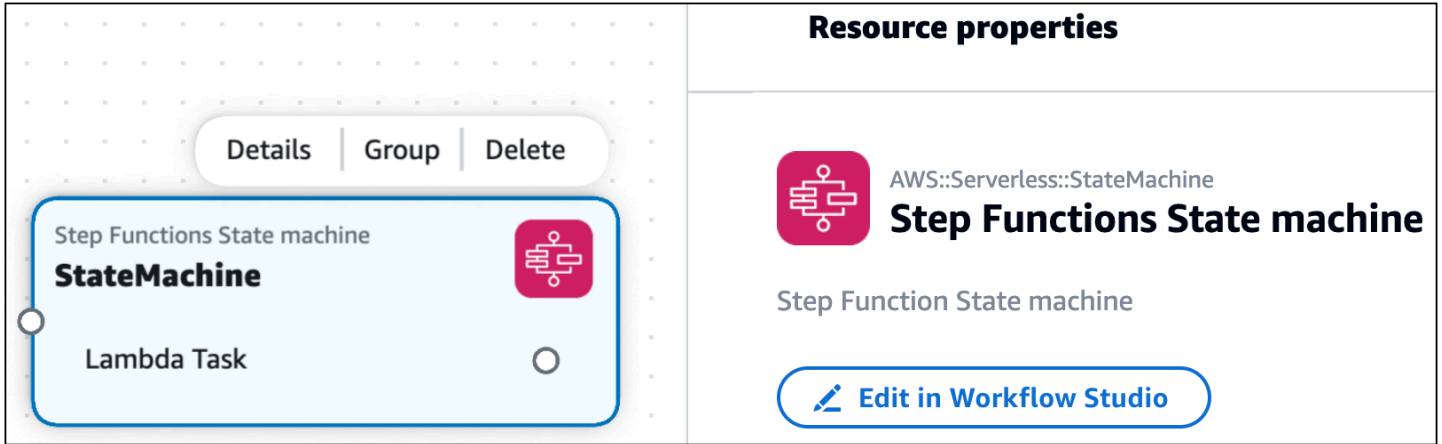 Details
Group
Delete
Step Functions State machine
StateMachine
Lambda Task
Resource properties
AWS::Serverless::StateMachine
Step Functions State machine
Step Function State machine
Edit in Workflow Studio